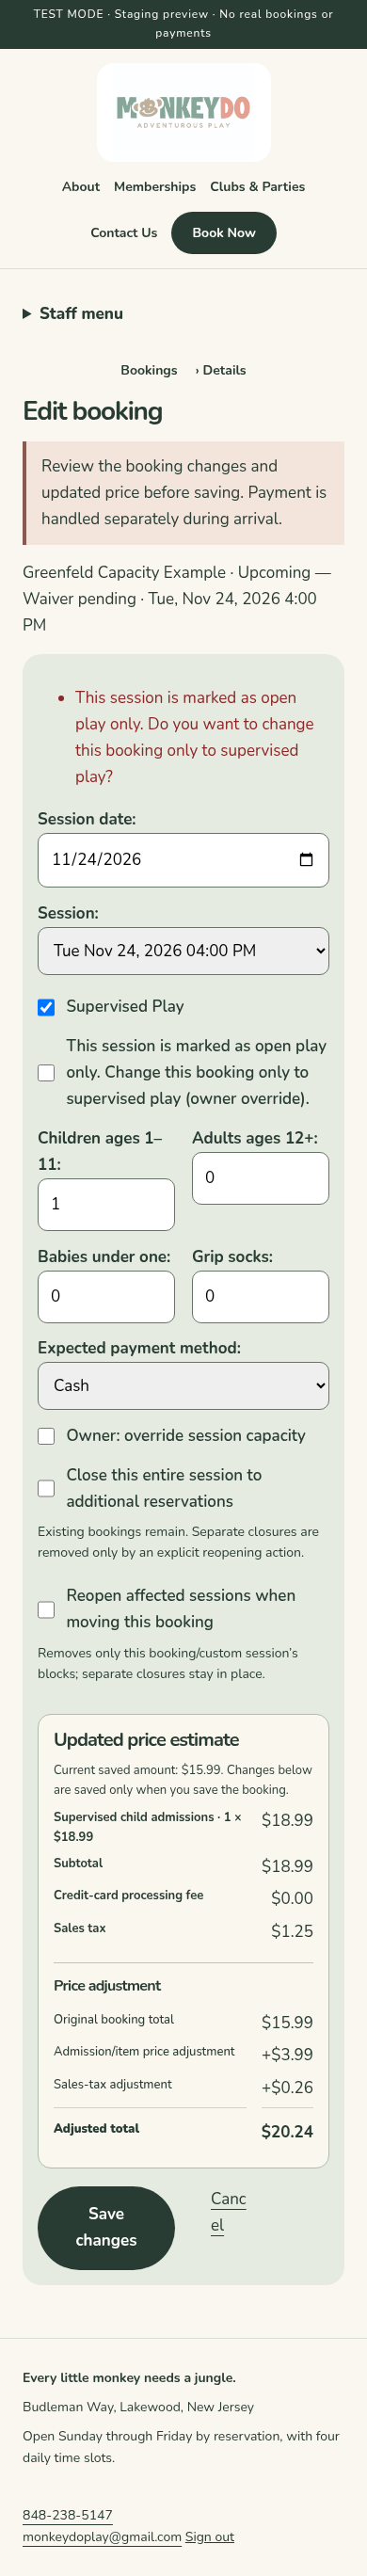 TEST MODE · Staging preview · No real bookings or
payments
MONKEYDO
ADVENTUROUS PLAY
About Memberships Clubs & Parties
Contact Us Book Now
▶ Staff menu
Bookings › Details
Edit booking
Review the booking changes and
updated price before saving. Payment is
handled separately during arrival.
Greenfeld Capacity Example · Upcoming —
Waiver pending · Tue, Nov 24, 2026 4:00
PM
• This session is marked as open
play only. Do you want to change
this booking only to supervised
play?
Session date:
11/24/2026
Session:
Tue Nov 24, 2026 04:00 PM
Supervised Play
This session is marked as open play
only. Change this booking only to
supervised play (owner override).
Children ages 1–
11:
1
Adults ages 12+:
0
Babies under one:
0
Grip socks:
0
Expected payment method:
Cash
Owner: override session capacity
Close this entire session to
additional reservations
Existing bookings remain. Separate closures are
removed only by an explicit reopening action.
Reopen affected sessions when
moving this booking
Removes only this booking/custom session’s
blocks; separate closures stay in place.
Updated price estimate
Current saved amount: $15.99. Changes below
are saved only when you save the booking.
Supervised child admissions · 1 ×
$18.99
$18.99
Subtotal $18.99
Credit-card processing fee $0.00
Sales tax $1.25
Price adjustment
Original booking total $15.99
Admission/item price adjustment +$3.99
Sales-tax adjustment +$0.26
Adjusted total $20.24
Save
changes
Canc
el
Every little monkey needs a jungle.
Budleman Way, Lakewood, New Jersey
Open Sunday through Friday by reservation, with four
daily time slots.
848-238-5147
monkeydoplay@gmail.com Sign out